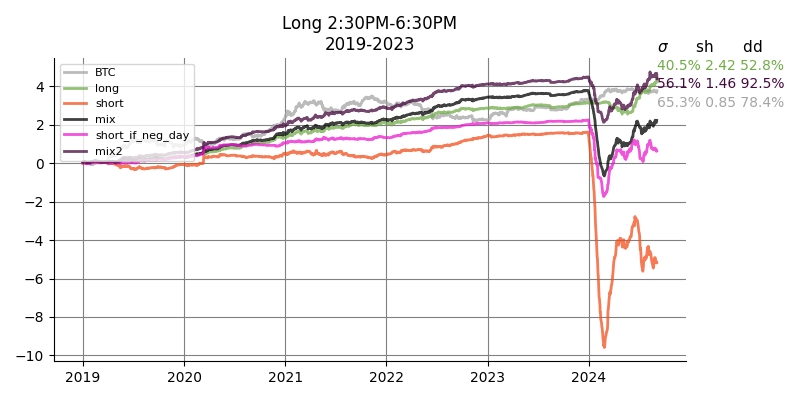 Long 2:30PM-6:30PM
2019-2023
σ sh dd
40.5% 2.42 52.8%
56.1% 1.46 92.5%
65.3% 0.85 78.4%
BTC
long
short
mix
short_if_neg_day
mix2
4
2
0
−2
−4
−6
−8
−10
2019 2020 2021 2022 2023 2024